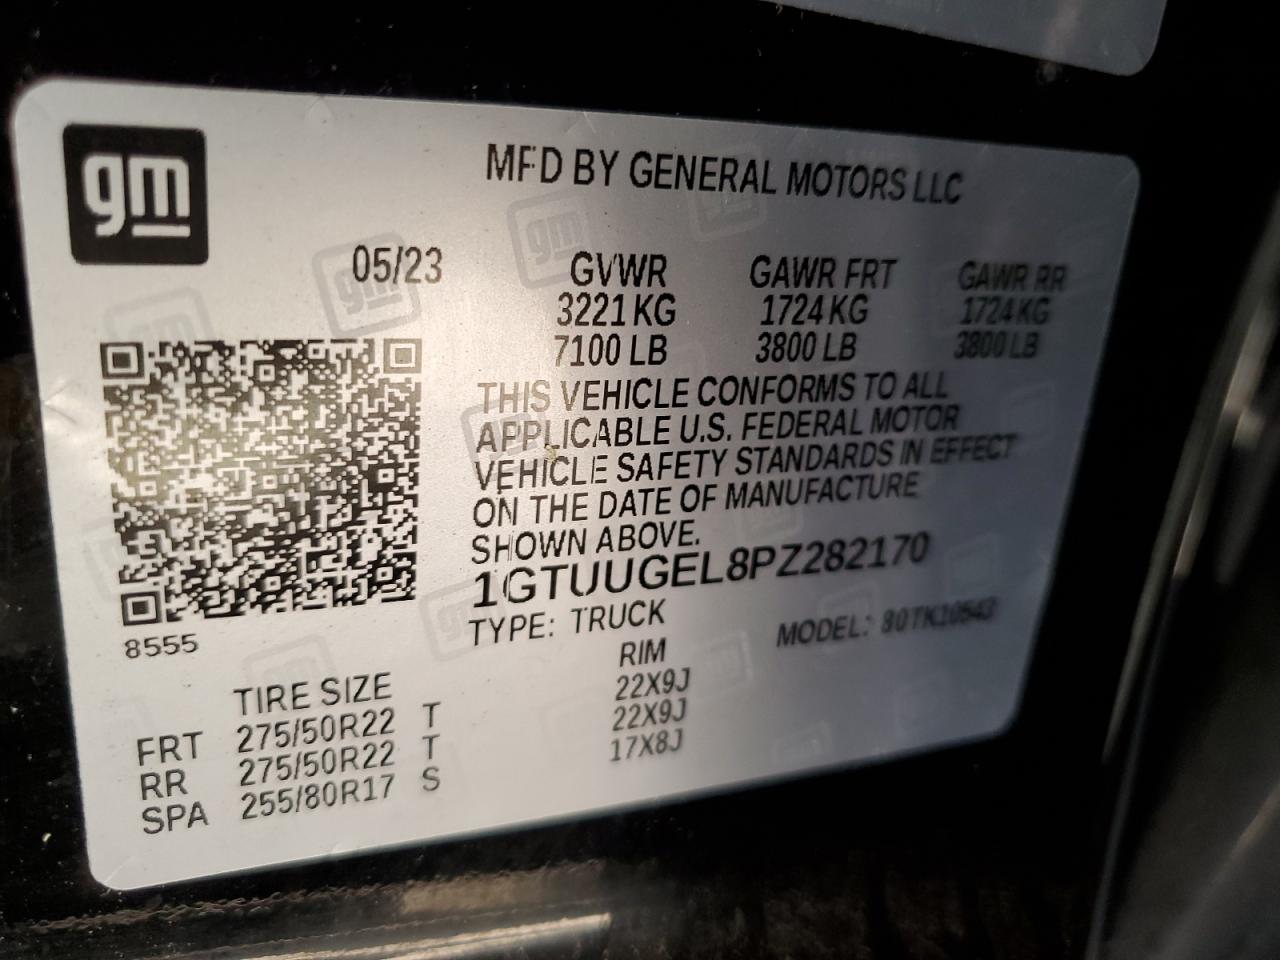 gm
MFD BY GENERAL MOTORS LLC
05/23 GVWR GAWR FRT GAWR RR
3221 KG 1724 KG 1724 KG
7100 LB 3800 LB 3800 LB
THIS VEHICLE CONFORMS TO ALL
APPLICABLE U.S. FEDERAL MOTOR
VEHICLE SAFETY STANDARDS IN EFFECT
ON THE DATE OF MANUFACTURE
SHOWN ABOVE.
1GTUUGEL8PZ282170
TYPE: TRUCK MODEL: 80TK10543
8555
TIRE SIZE RIM
FRT 275/50R22 T 22X9J
RR 275/50R22 T 22X9J
SPA 255/80R17 S 17X8J